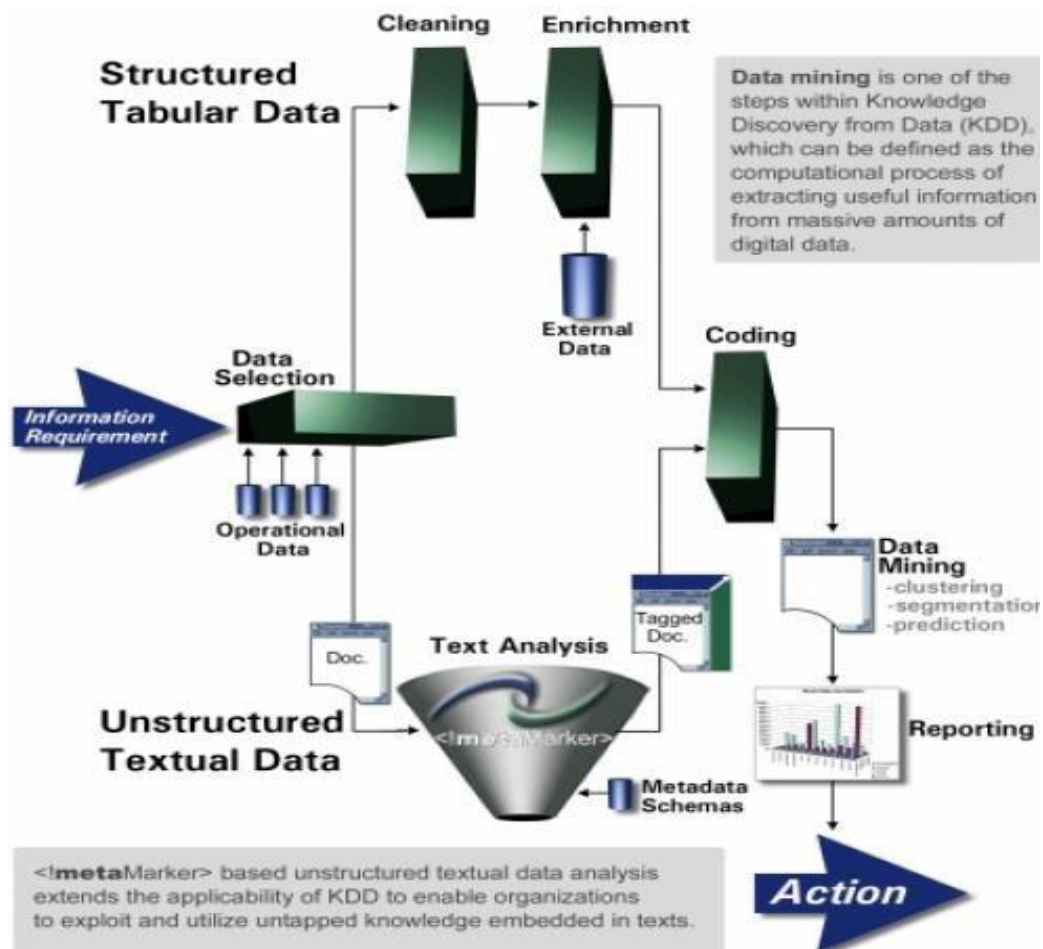 Cleaning
Enrichment
Structured
Tabular Data
Data mining is one of the
steps within Knowledge
Discovery from Data (KDD),
which can be defined as the
computational process of
extracting useful information
from massive amounts of
digital data.
External
Data
Coding
Data
Selection
Information
Requirement
Operational
Data
Data
Mining
-clustering
-segmentation
-prediction
Doc.
Text Analysis
Tagged
Doc.
<!metaMarker>
Unstructured
Textual Data
Metadata
Schemas
Reporting
<!metaMarker> based unstructured textual data analysis
extends the applicability of KDD to enable organizations
to exploit and utilize untapped knowledge embedded in texts.
Action